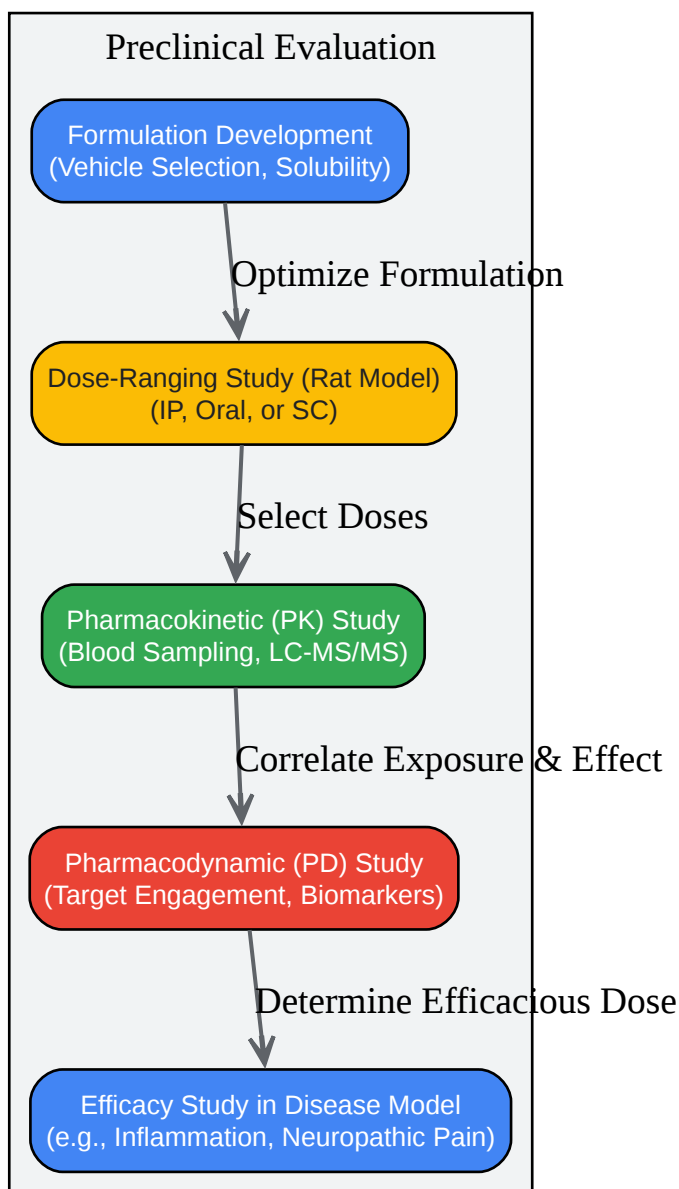 Preclinical Evaluation
Formulation Development
(Vehicle Selection, Solubility)
Optimize Formulation
Dose-Ranging Study (Rat Model)
(IP, Oral, or SC)
Select Doses
Pharmacokinetic (PK) Study
(Blood Sampling, LC-MS/MS)
Correlate Exposure & Effect
Pharmacodynamic (PD) Study
(Target Engagement, Biomarkers)
Determine Efficacious Dose
Efficacy Study in Disease Model
(e.g., Inflammation, Neuropathic Pain)